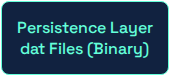 Persistence Layer
dat Files (Binary)